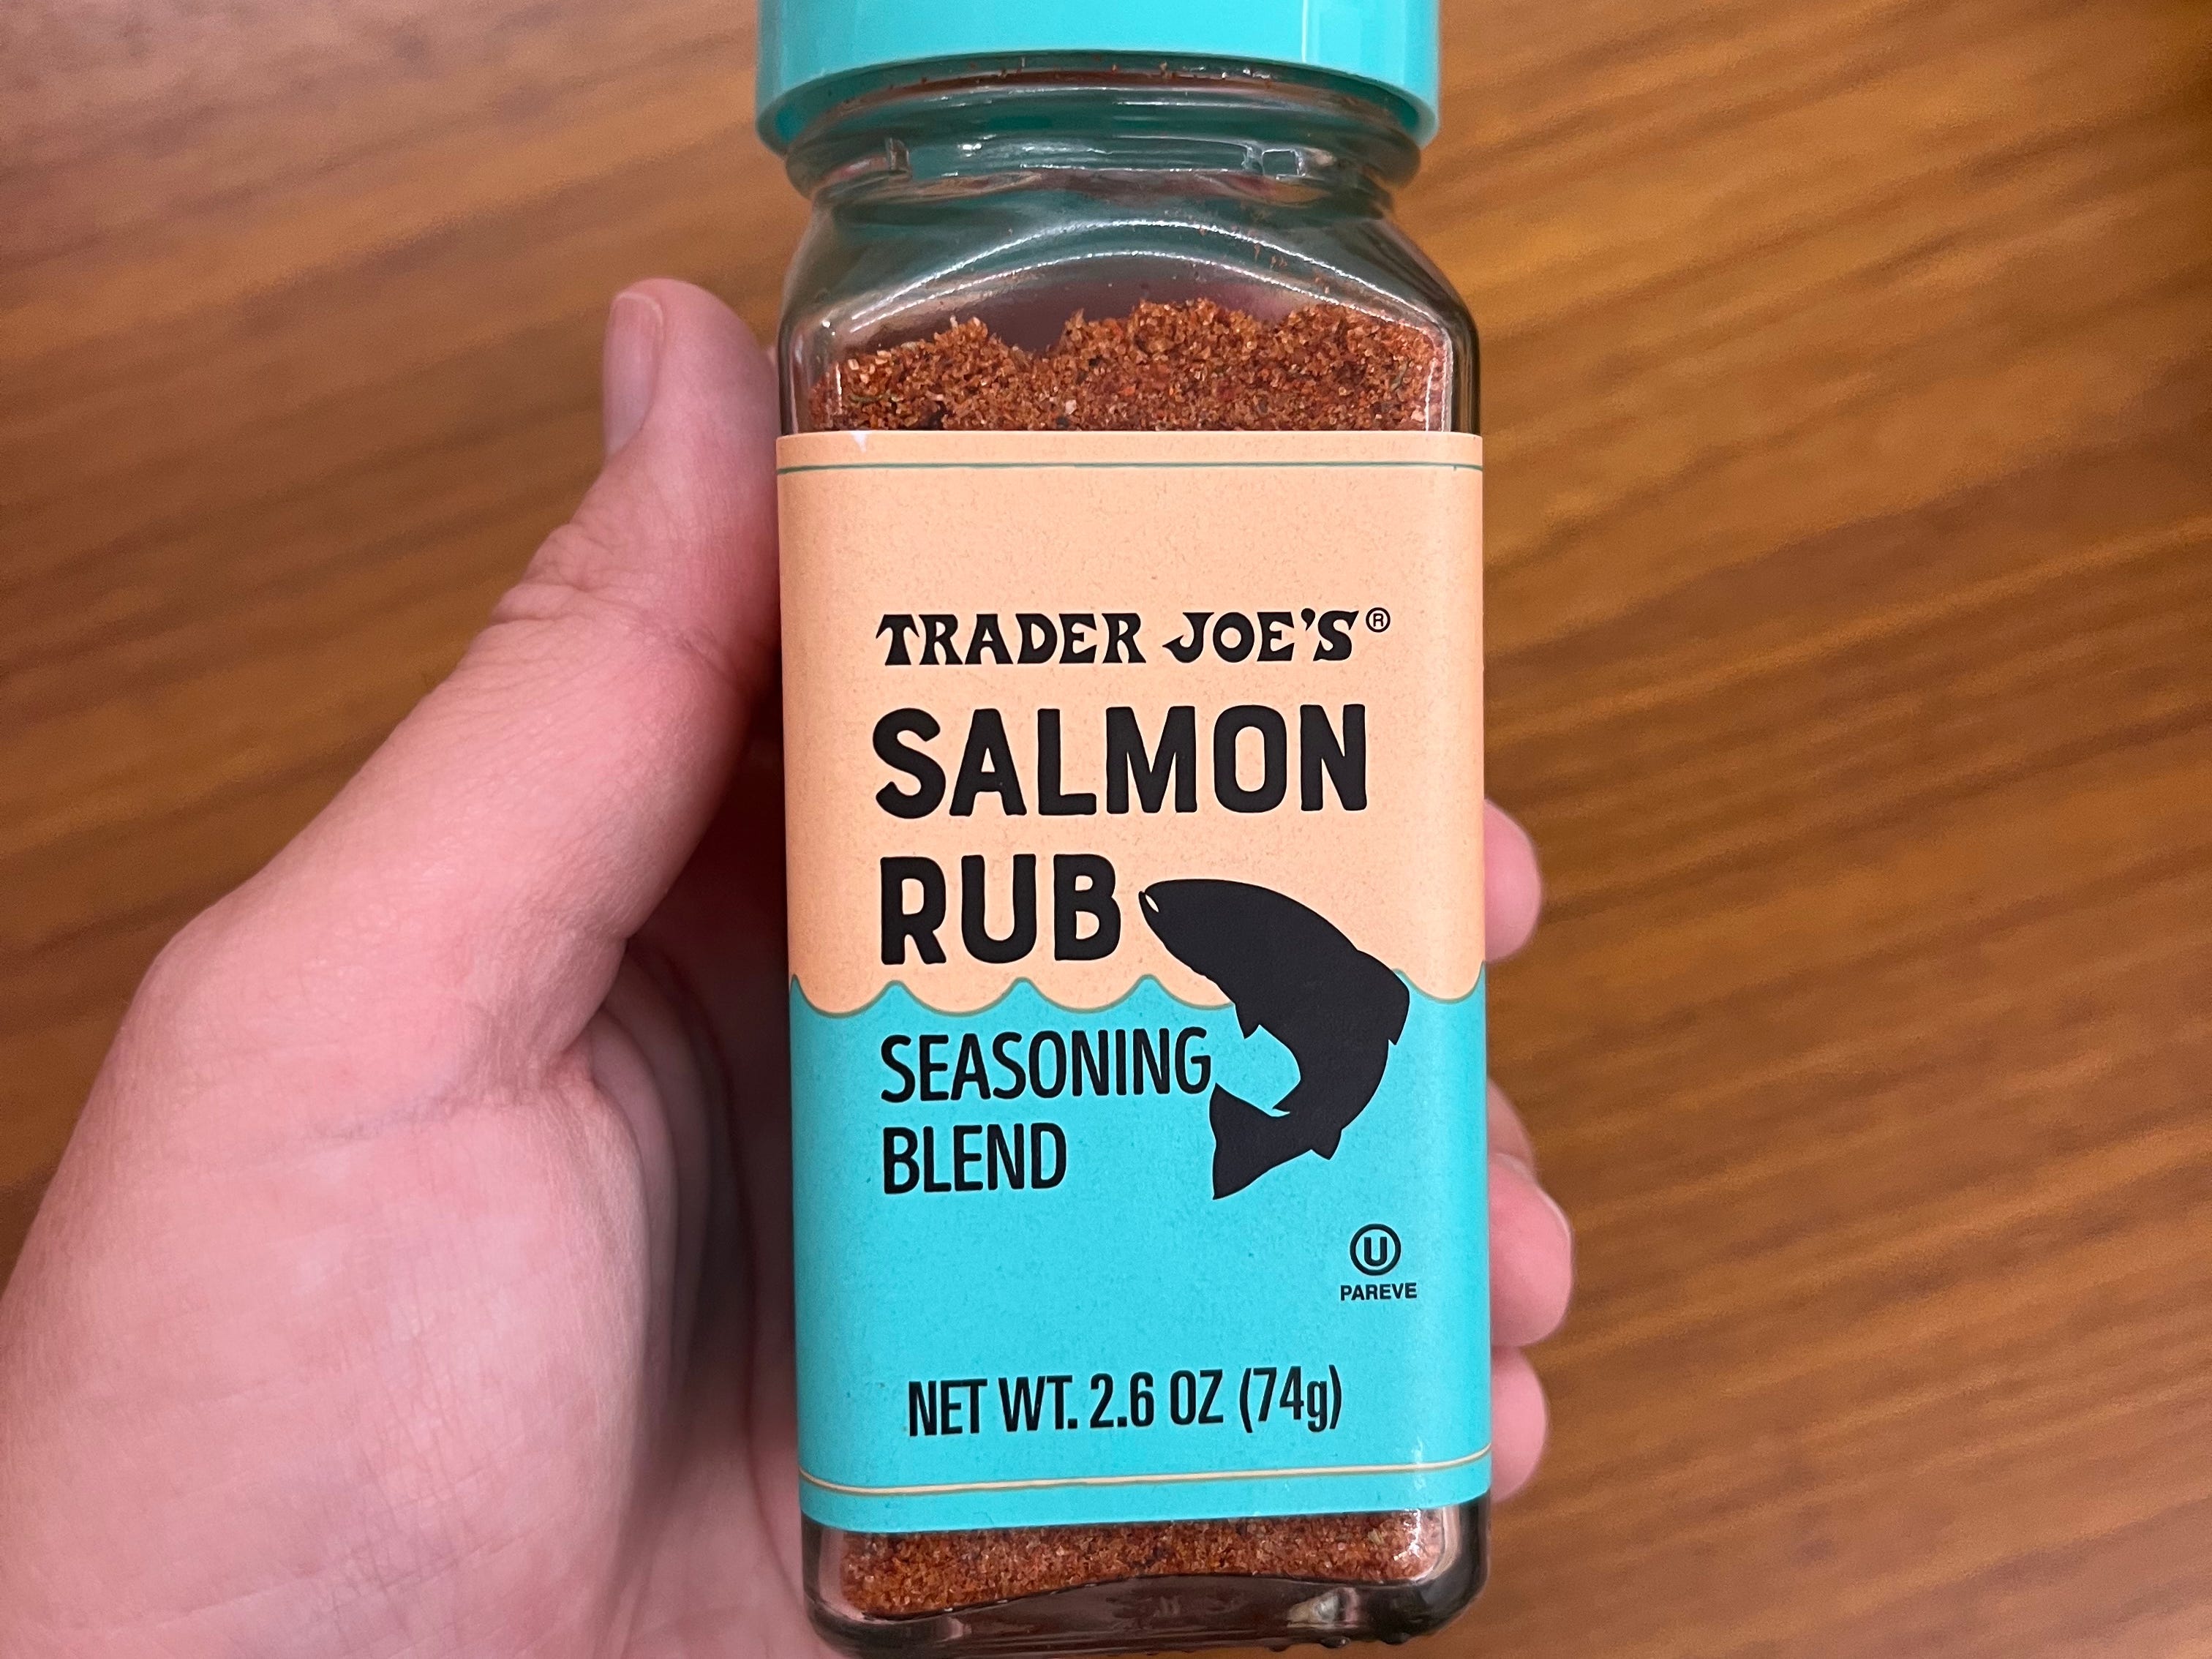 TRADER JOE'S®
SALMON
RUB
SEASONING
BLEND
U
PAREVE
NET WT. 2.6 OZ (74g)